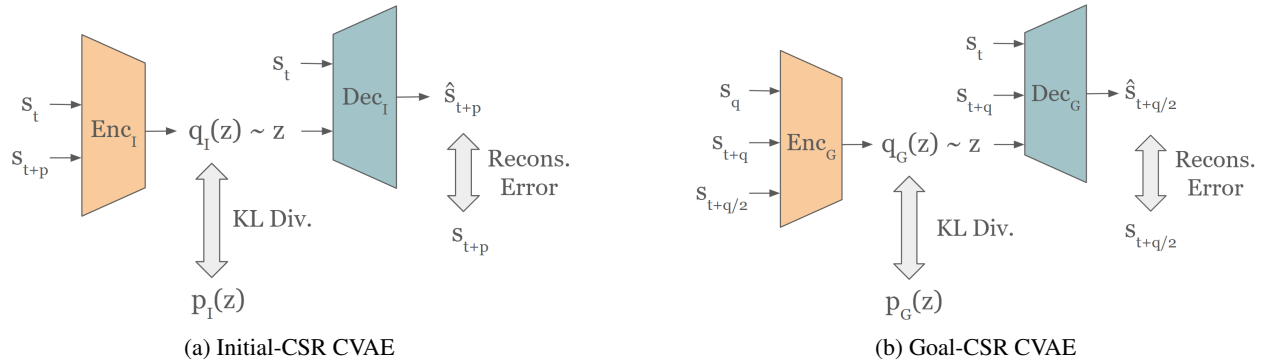 s_t
s_{t+p}
Enc_I
q_I(z) ~ z
s_t
Dec_I
ŝ_{t+p}
Recons.
Error
s_{t+p}
KL Div.
p_I(z)
(a) Initial-CSR CVAE
s_q
s_{t+q}
s_{t+q/2}
Enc_G
q_G(z) ~ z
s_t
s_{t+q}
Dec_G
ŝ_{t+q/2}
Recons.
Error
s_{t+q/2}
KL Div.
p_G(z)
(b) Goal-CSR CVAE